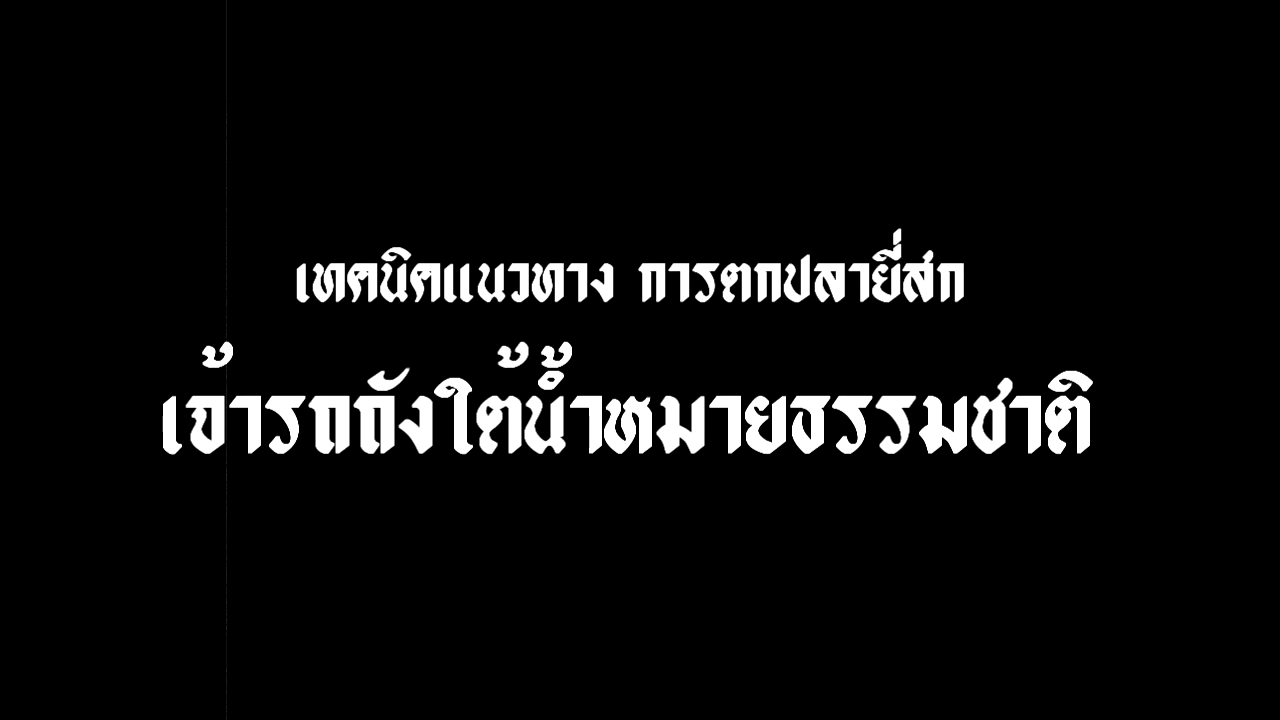 เทคนิคแนวทาง การตกปลายี่สก
เจ้ารถถังใต้น้ำหมายธรรมชาติ